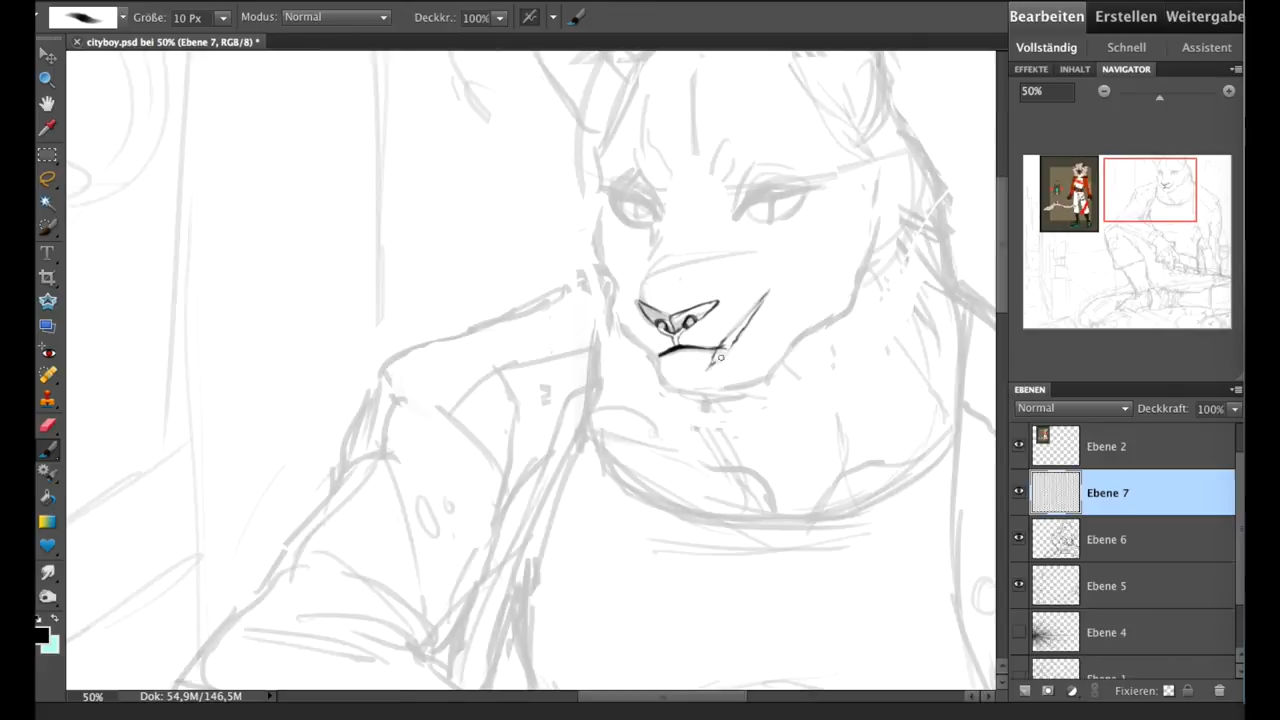 Größe: 10 Px Modus: Normal Deckkr.: 100%
Bearbeiten Erstellen Weitergabe
cityboy.psd bei 50% (Ebene 7, RGB/8) *
Vollständig Schnell Assistent
EFFEKTE INHALT NAVIGATOR
50%
EBENEN
Normal Deckkraft: 100%
Ebene 2
Ebene 7
Ebene 6
Ebene 5
Ebene 4
Fixieren:
50% Dok: 54,9M/146,5M